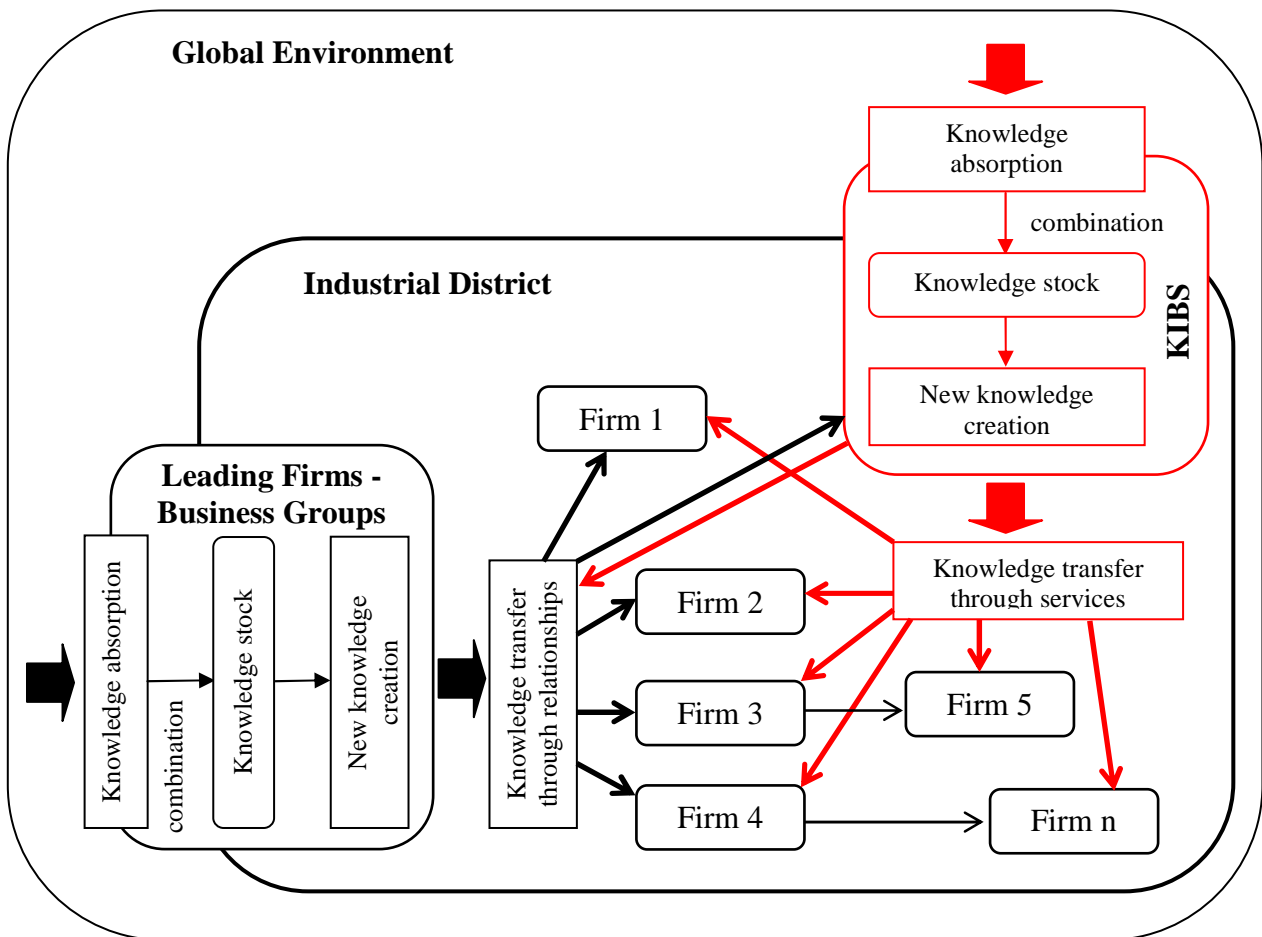 Global Environment
Knowledge
absorption
combination
Knowledge stock
New knowledge
creation
KIBS
Industrial District
Firm 1
Leading Firms -
Business Groups
Knowledge absorption
combination
Knowledge stock
New knowledge
creation
Knowledge transfer
through relationships
Knowledge transfer
through services
Firm 2
Firm 3
Firm 5
Firm 4
Firm n